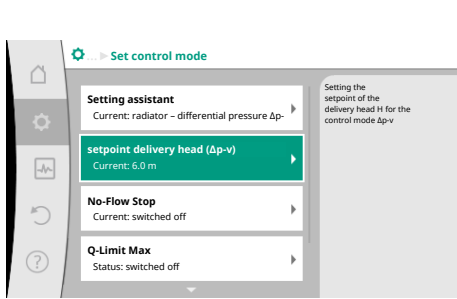 ... Set control mode
Setting assistant
Current: radiator – differential pressure Δp-
setpoint delivery head (Δp-v)
Current: 6.0 m
No-Flow Stop
Current: switched off
Q-Limit Max
Status: switched off
Setting the
setpoint of the
delivery head H for the
control mode Δp-v
?